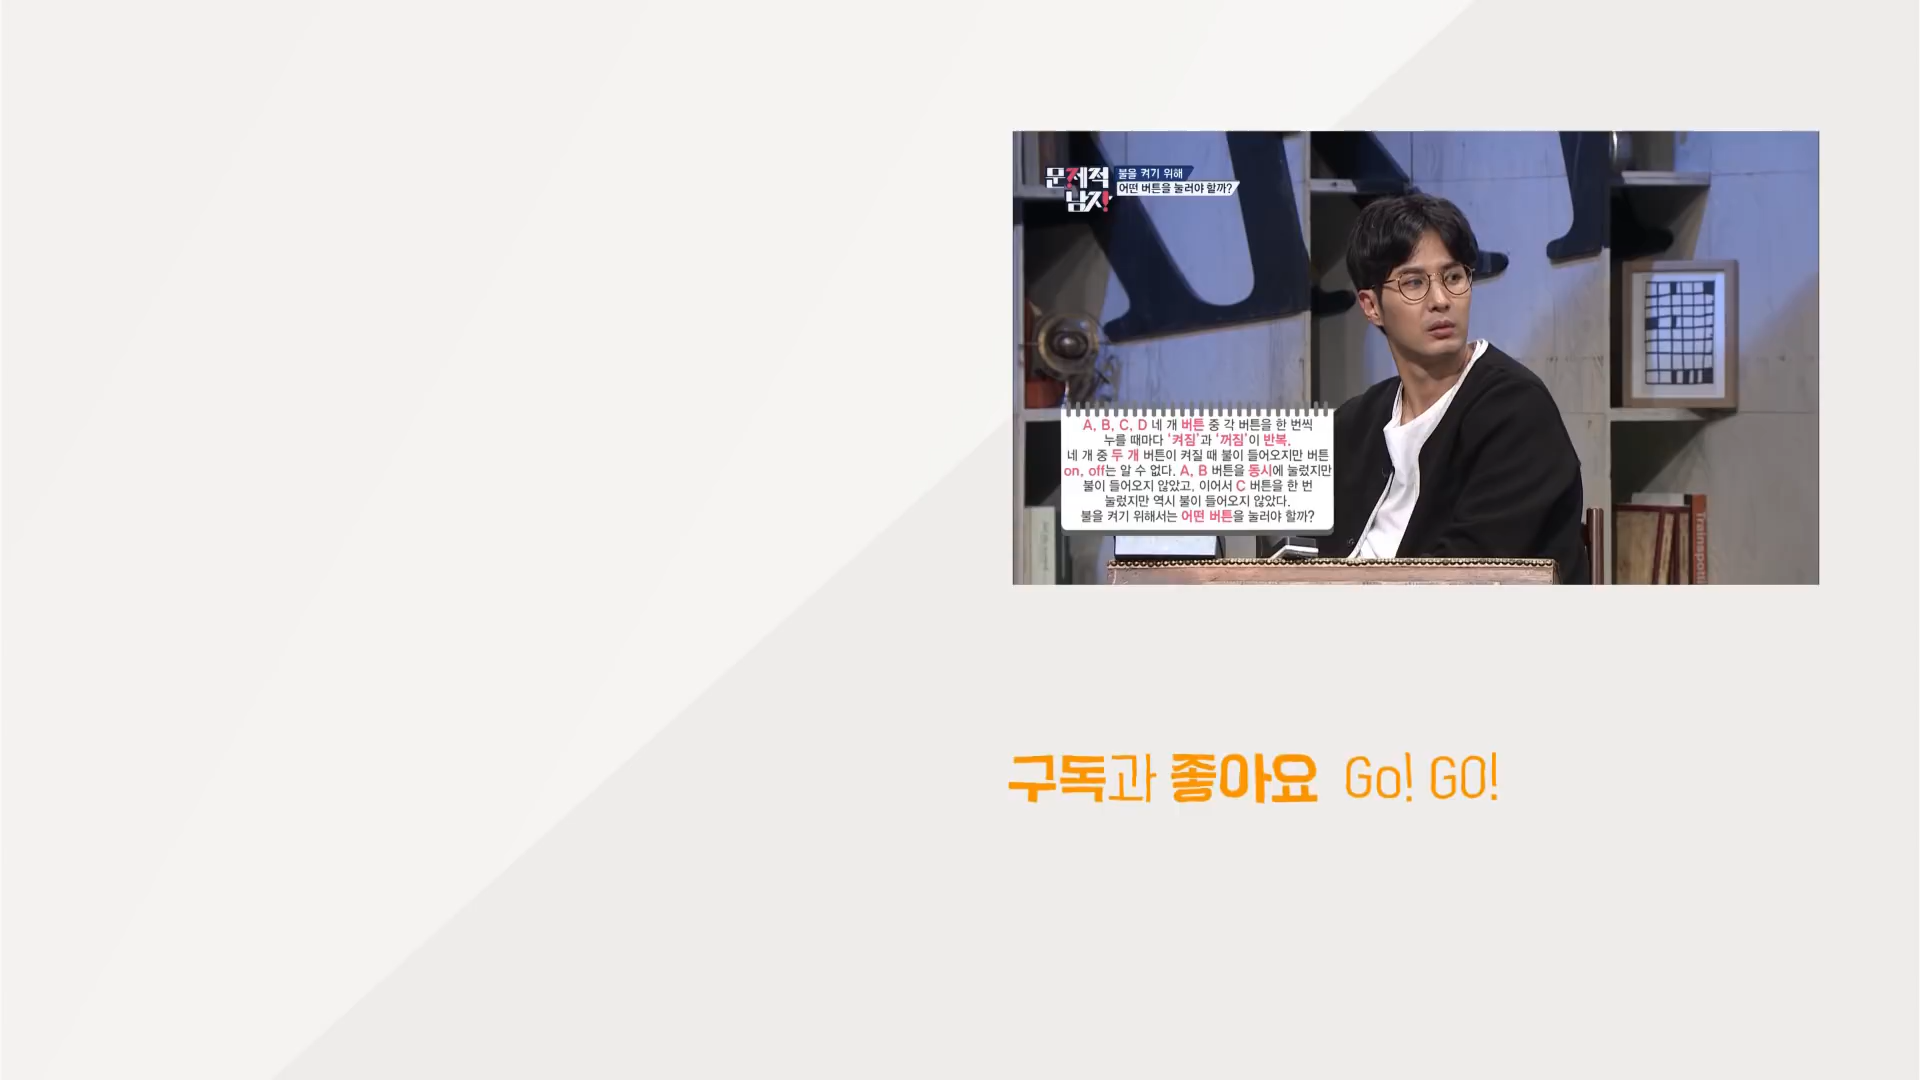 문제적
남자!
불을 켜기 위해
어떤 버튼을 눌러야 할까?
A, B, C, D 네 개 버튼 중 각 버튼을 한 번씩
누를 때마다 '켜짐'과 '꺼짐'이 반복.
네 개 중 두 개 버튼이 켜질 때 불이 들어오지만 버튼
on, off는 알 수 없다. A, B 버튼을 동시에 눌렀지만
불이 들어오지 않았고, 이어서 C 버튼을 한 번
눌렀지만 역시 불이 들어오지 않았다.
불을 켜기 위해서는 어떤 버튼을 눌러야 할까?
Trainspotti
구독과 좋아요 Go! GO!